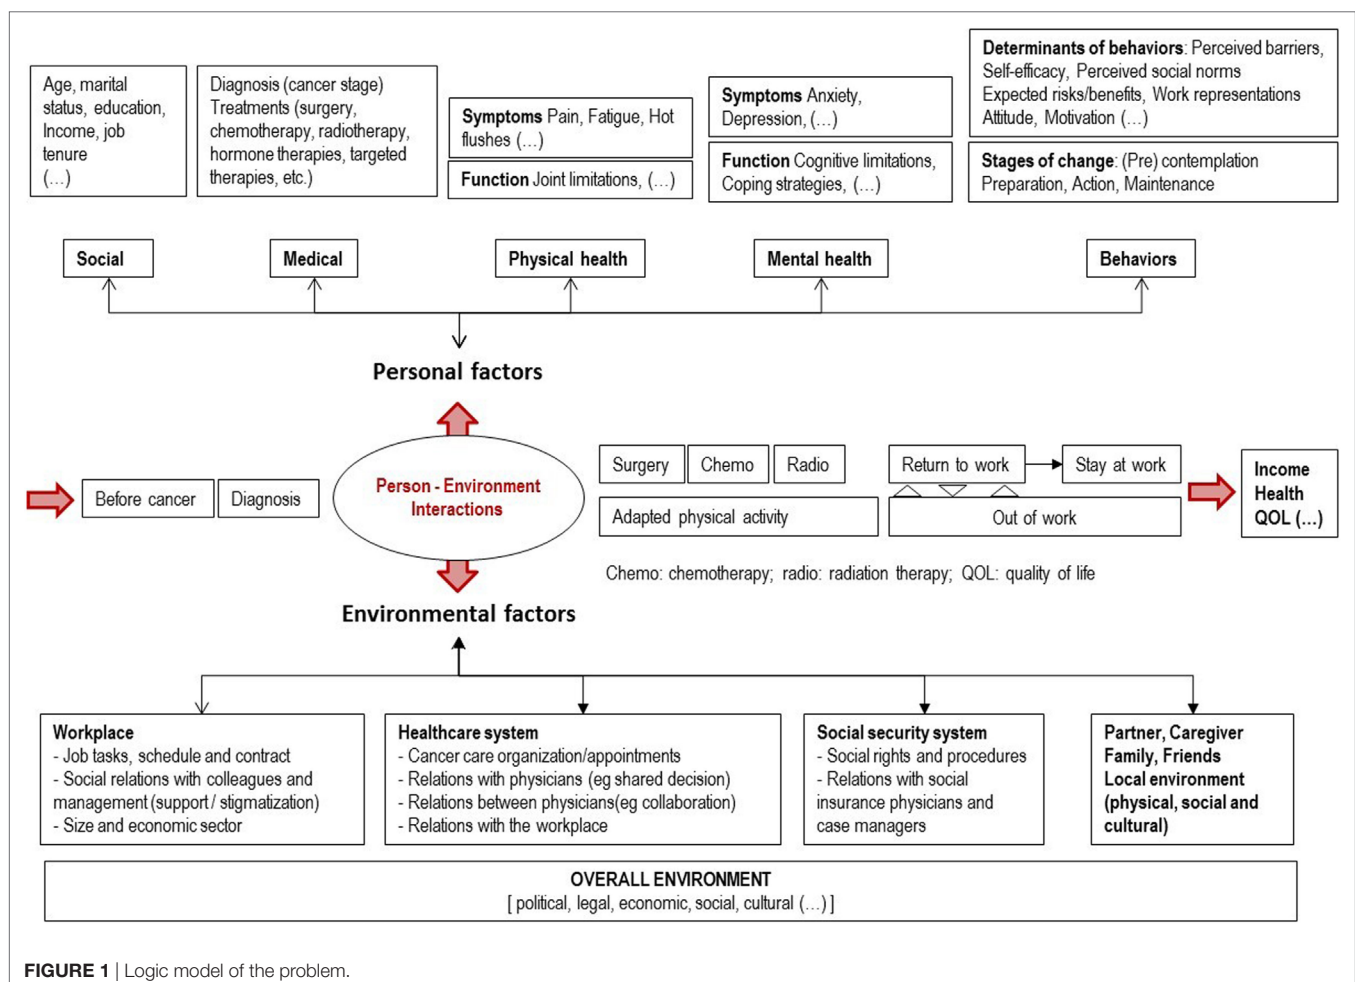 Age, marital
status, education,
Income, job
tenure
(…)
Diagnosis (cancer stage)
Treatments (surgery,
chemotherapy, radiotherapy,
hormone therapies, targeted
therapies, etc.)
Symptoms Pain, Fatigue, Hot
flushes (…)
Function Joint limitations, (…)
Symptoms Anxiety,
Depression, (…)
Function Cognitive limitations,
Coping strategies, (…)
Determinants of behaviors: Perceived barriers,
Self-efficacy, Perceived social norms
Expected risks/benefits, Work representations
Attitude, Motivation (…)
Stages of change: (Pre) contemplation
Preparation, Action, Maintenance
Social
Medical
Physical health
Mental health
Behaviors
Personal factors
Before cancer
Diagnosis
Person - Environment
Interactions
Surgery
Chemo
Radio
Adapted physical activity
Return to work
Stay at work
Out of work
Income
Health
QOL (…)
Chemo: chemotherapy; radio: radiation therapy; QOL: quality of life
Environmental factors
Workplace
- Job tasks, schedule and contract
- Social relations with colleagues and
management (support / stigmatization)
- Size and economic sector
Healthcare system
- Cancer care organization/appointments
- Relations with physicians (eg shared decision)
- Relations between physicians(eg collaboration)
- Relations with the workplace
Social security system
- Social rights and procedures
- Relations with social
insurance physicians and
case managers
Partner, Caregiver
Family, Friends
Local environment
(physical, social and
cultural)
OVERALL ENVIRONMENT
[ political, legal, economic, social, cultural (…) ]
FIGURE 1 | Logic model of the problem.